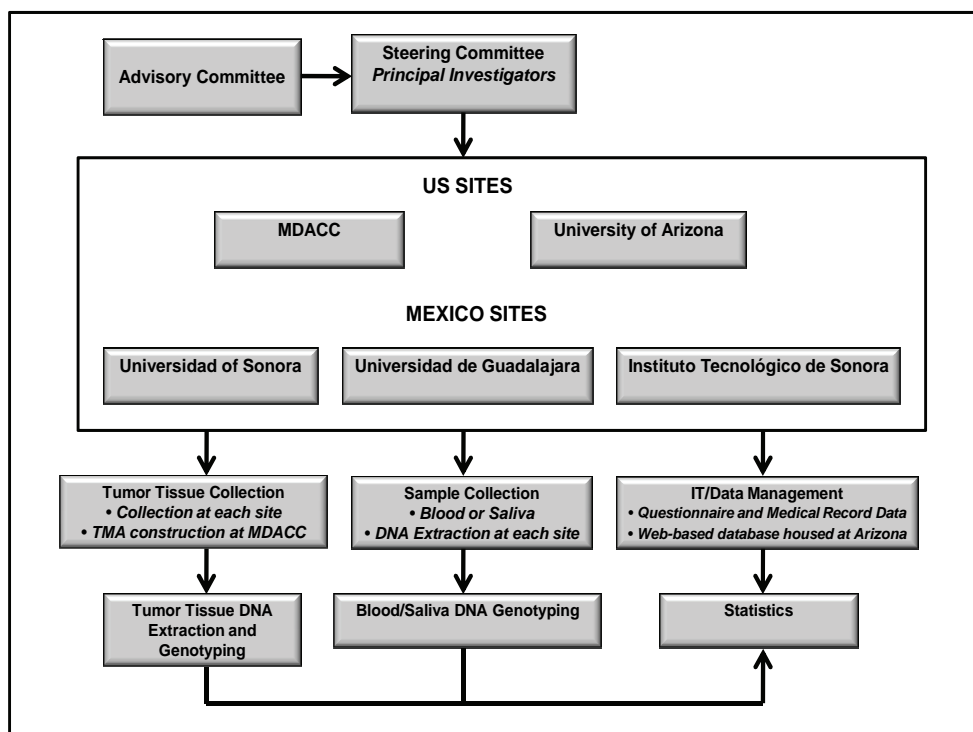 Advisory Committee
Steering Committee
Principal Investigators
US SITES
MDACC
University of Arizona
MEXICO SITES
Universidad of Sonora
Universidad de Guadalajara
Instituto Tecnológico de Sonora
Tumor Tissue Collection
• Collection at each site
• TMA construction at MDACC
Sample Collection
• Blood or Saliva
• DNA Extraction at each site
IT/Data Management
• Questionnaire and Medical Record Data
• Web-based database housed at Arizona
Tumor Tissue DNA
Extraction and
Genotyping
Blood/Saliva DNA Genotyping
Statistics